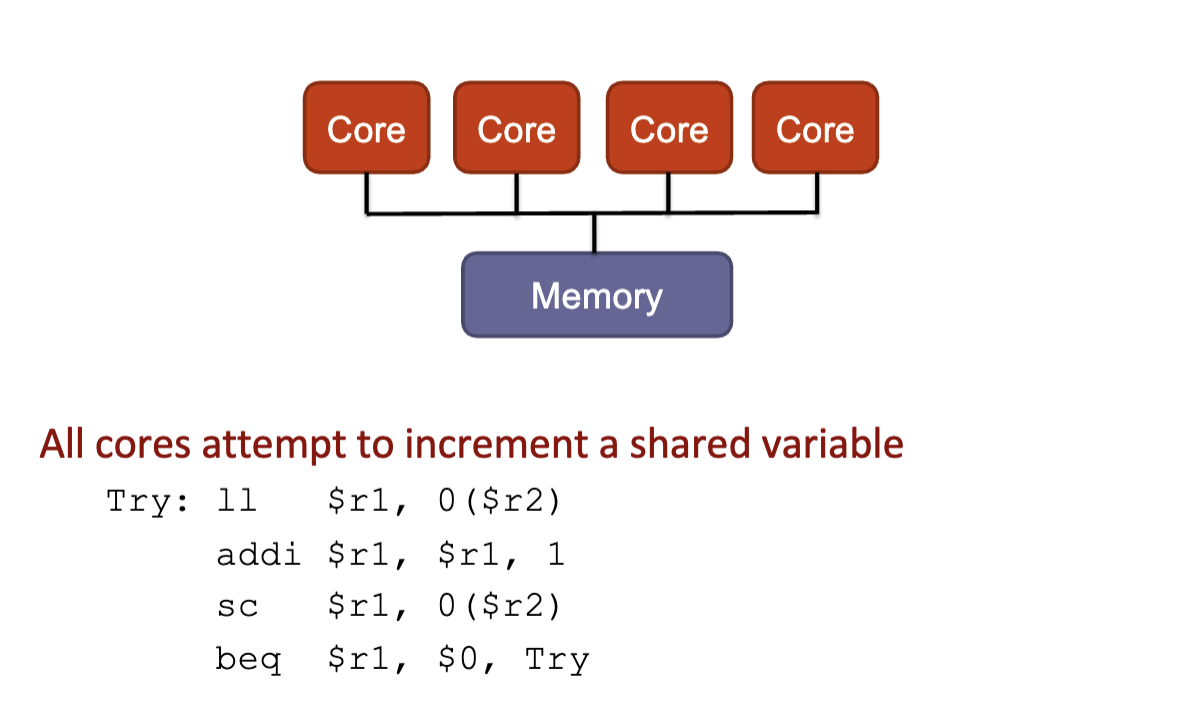 Core Core Core Core
Memory
All cores attempt to increment a shared variable
Try: ll $r1, 0($r2)
addi $r1, $r1, 1
sc $r1, 0($r2)
beq $r1, $0, Try